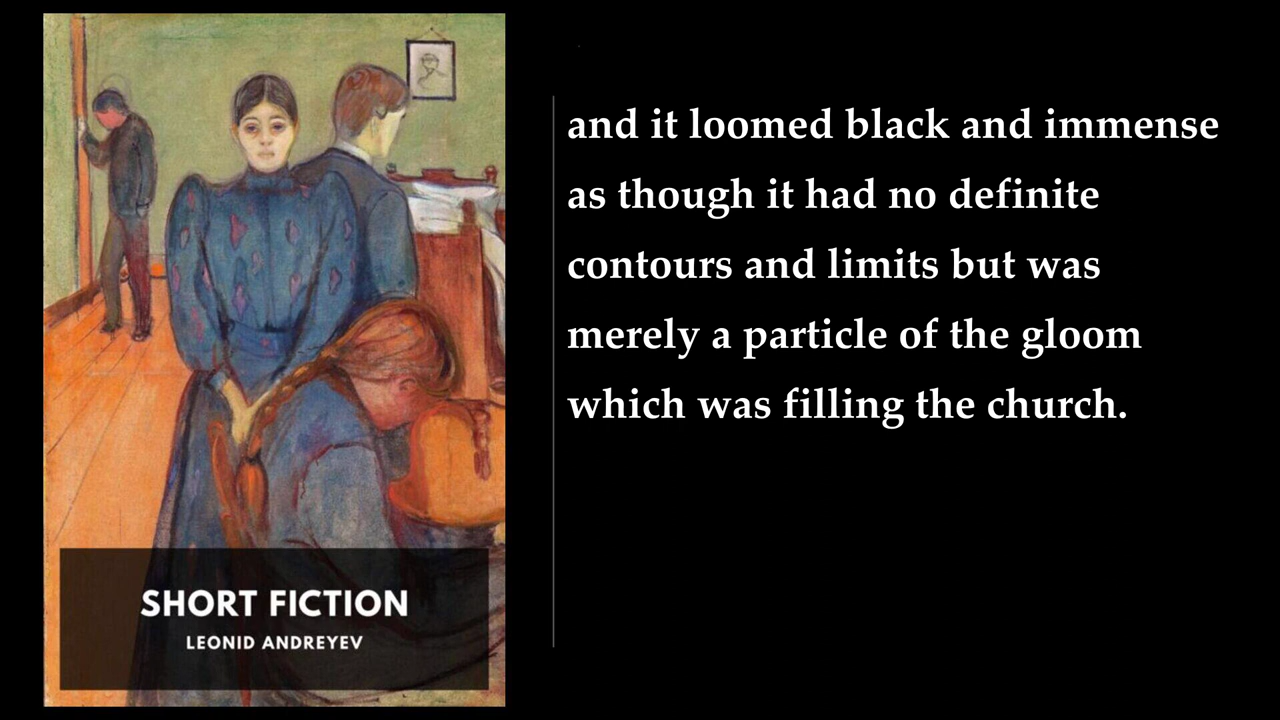 SHORT FICTION
LEONID ANDREYEV
and it loomed black and immense
as though it had no definite
contours and limits but was
merely a particle of the gloom
which was filling the church.